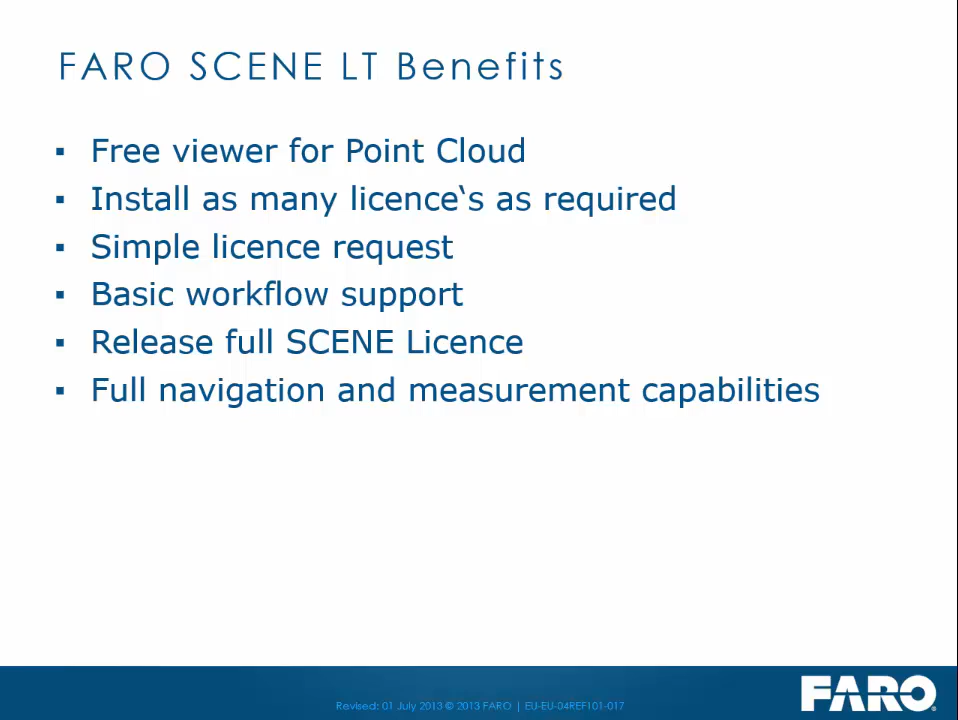 FARO SCENE LT Benefits
▪ Free viewer for Point Cloud
▪ Install as many licence‘s as required
▪ Simple licence request
▪ Basic workflow support
▪ Release full SCENE Licence
▪ Full navigation and measurement capabilities
FARO®
Revised: 01 July 2013 © 2013 FARO | EU-EU-04REF101-017